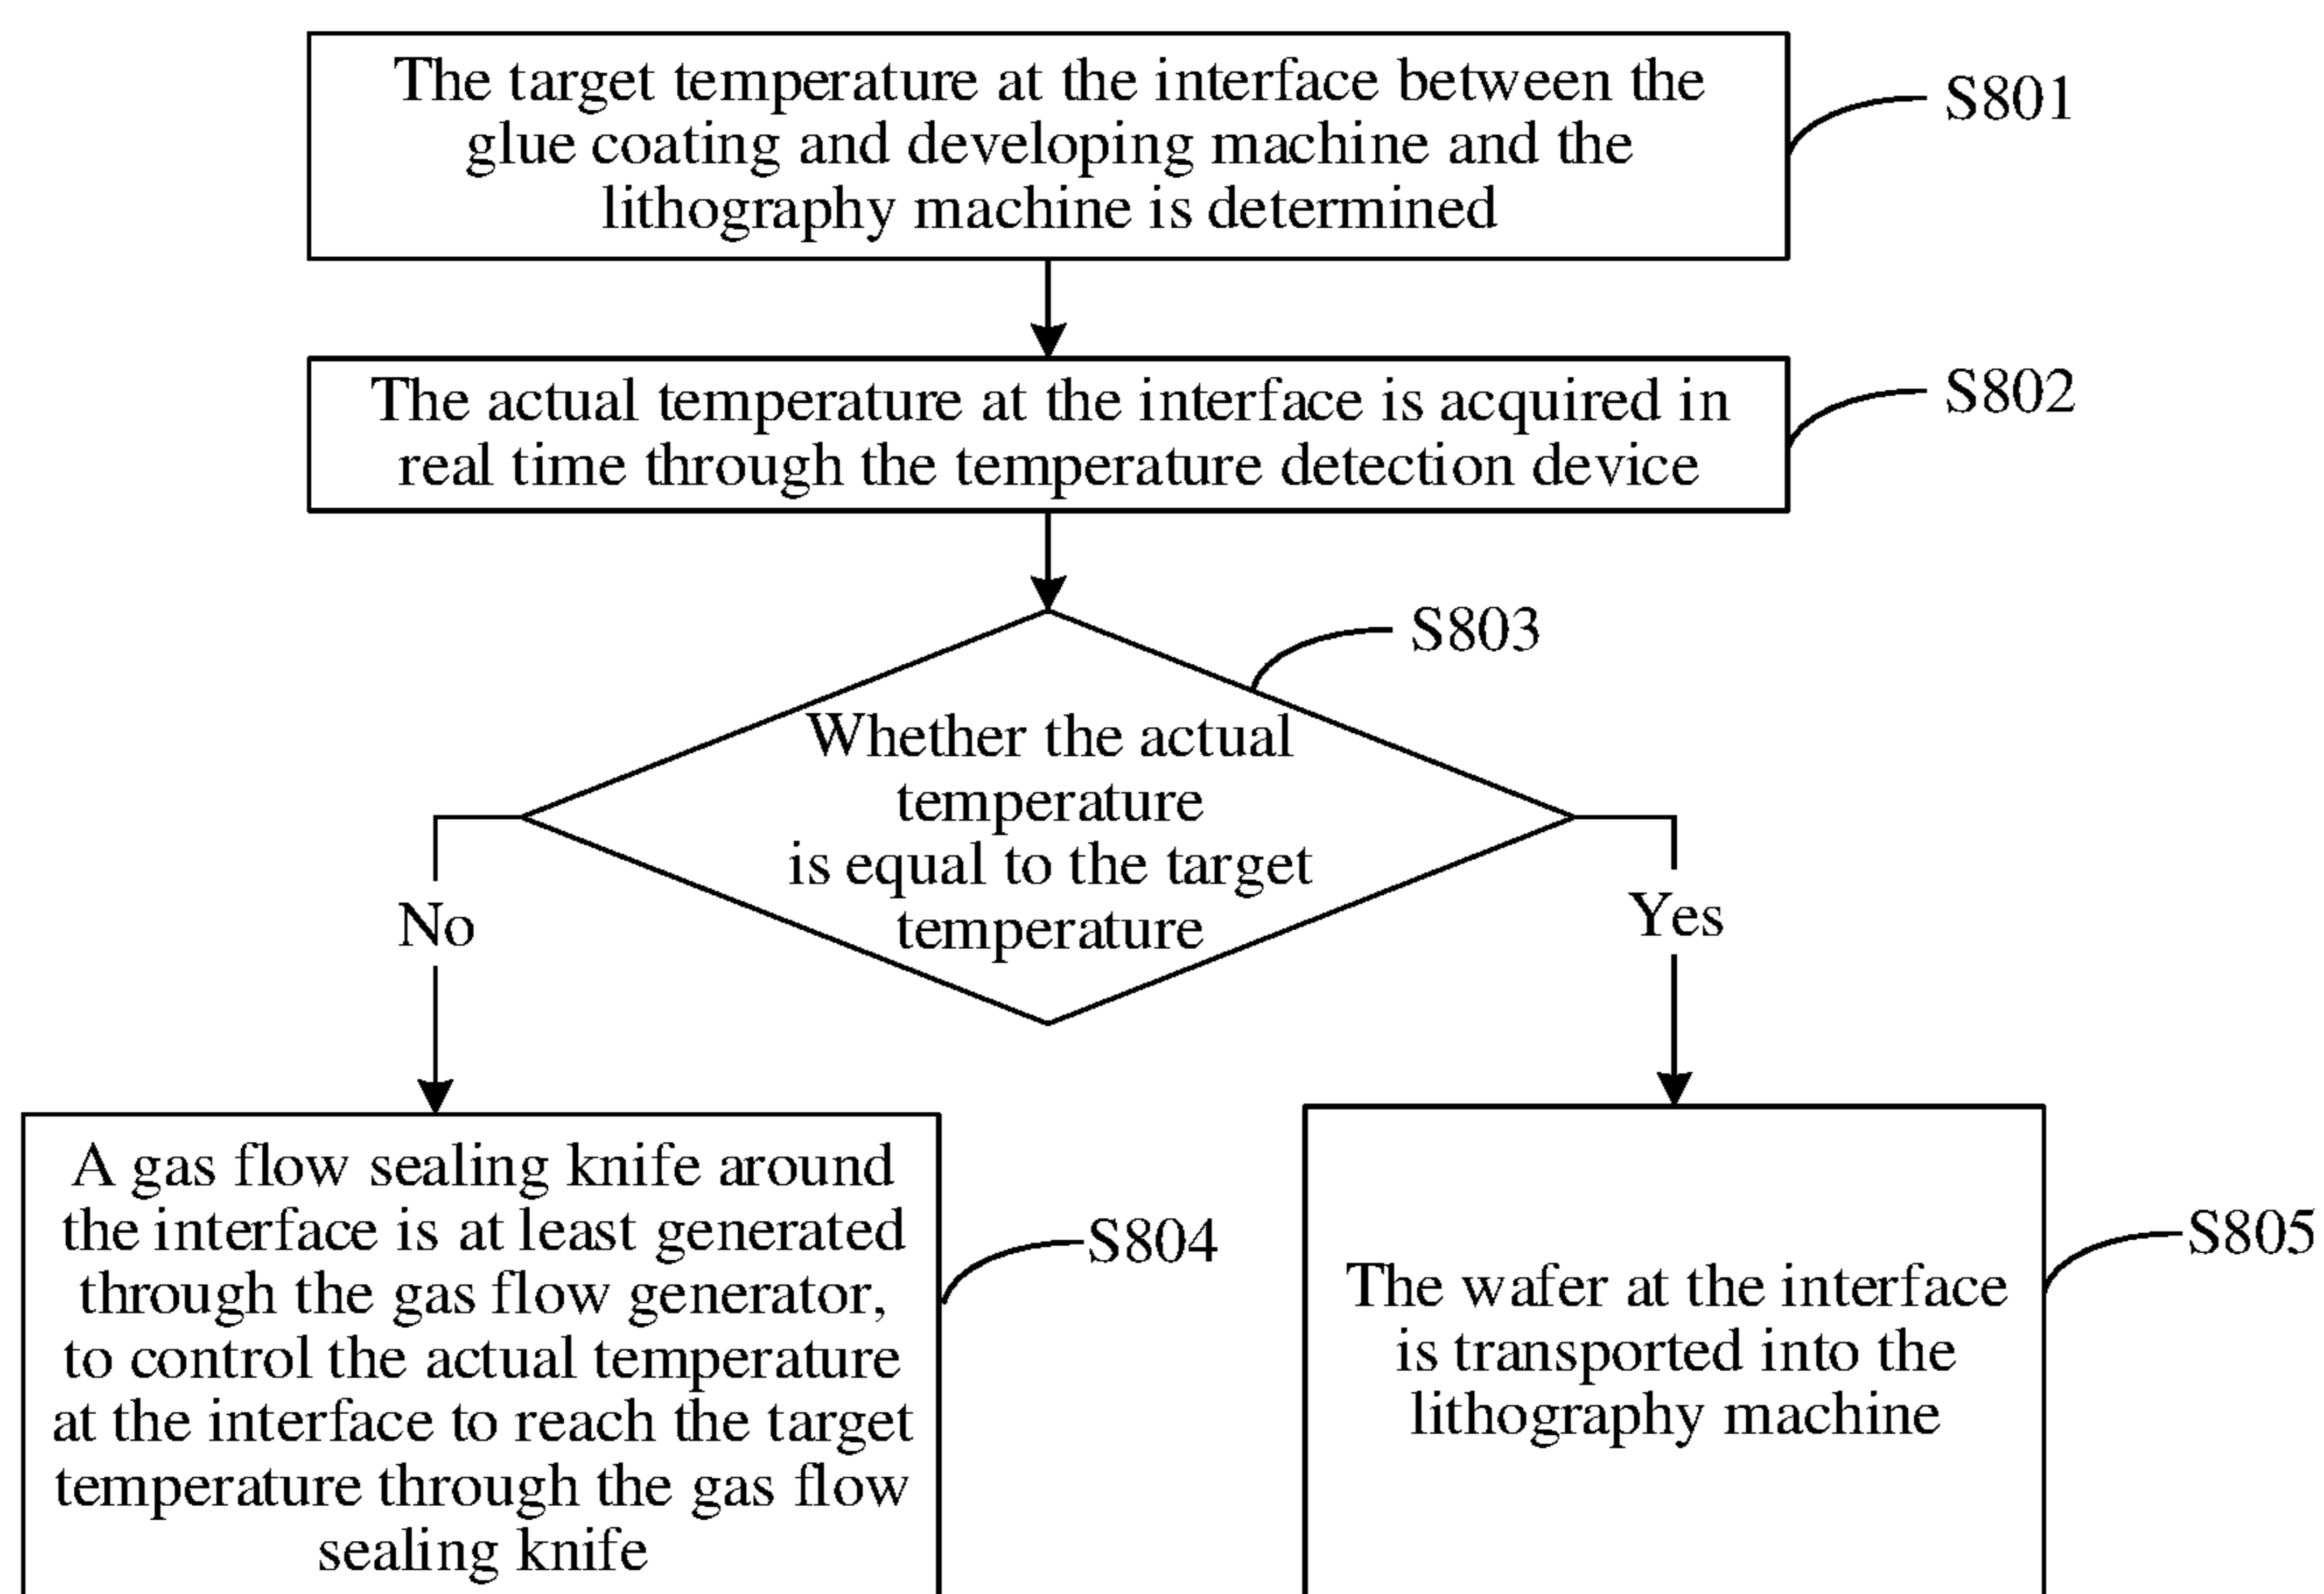 The target temperature at the interface between the
glue coating and developing machine and the
lithography machine is determined
S801
The actual temperature at the interface is acquired in
real time through the temperature detection device
S802
S803
Whether the actual
temperature
is equal to the target
temperature
No
Yes
A gas flow sealing knife around
the interface is at least generated
through the gas flow generator,
to control the actual temperature
at the interface to reach the target
temperature through the gas flow
sealing knife
S804
The wafer at the interface
is transported into the
lithography machine
S805